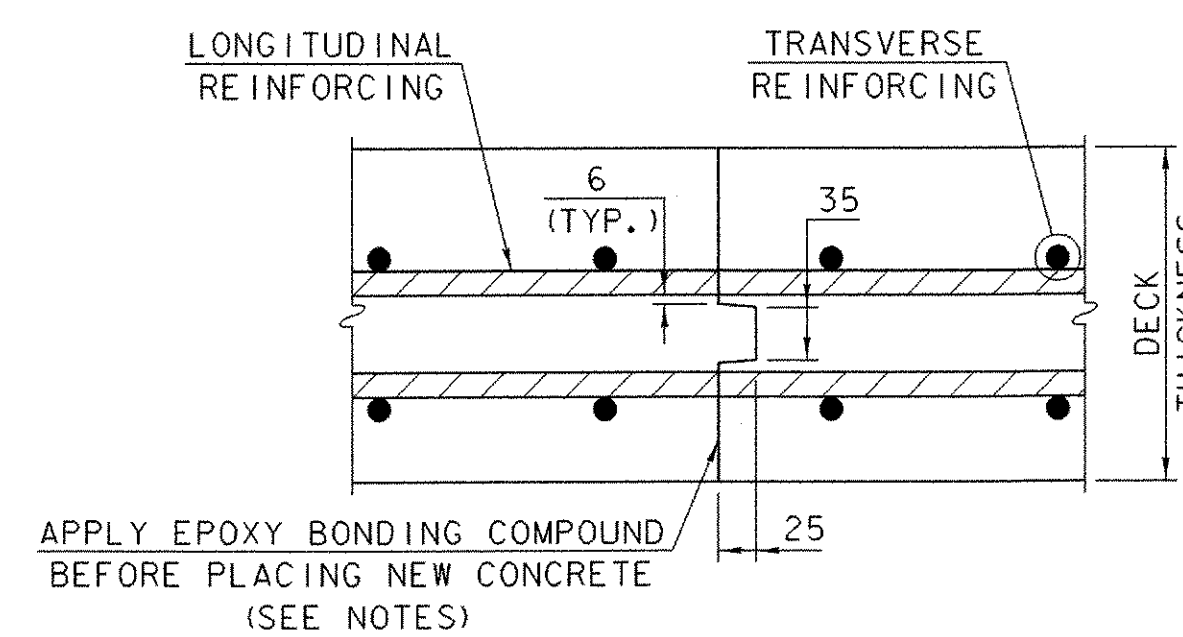 LONGITUDINAL
REINFORCING
TRANSVERSE
REINFORCING
6
(TYP.)
35
DECK
25
APPLY EPOXY BONDING COMPOUND
BEFORE PLACING NEW CONCRETE
(SEE NOTES)